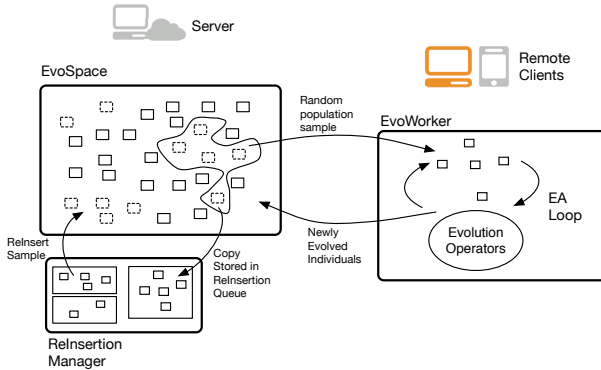 Server
EvoSpace
Remote
Clients
Random
population
sample
EvoWorker
EA
Loop
Evolution
Operators
Newly
Evolved
Individuals
ReInsert
Sample
Copy
Stored in
ReInsertion
Queue
ReInsertion
Manager